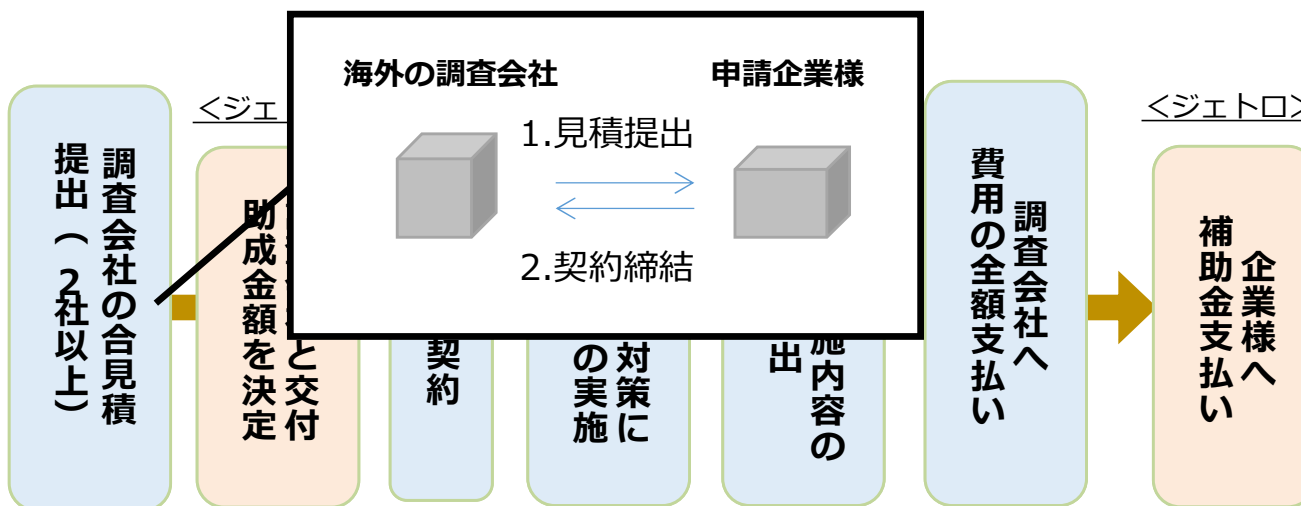 海外の調査会社
申請企業様
1.見積提出
2.契約締結
調査会社の合見積
提出(2社以上)
<ジェ
と交付
助成金額を決定
契約
対策に
の実施
施内容の
出
調査会社へ
費用の全額支払い
<ジェトロ>
企業様へ
補助金支払い